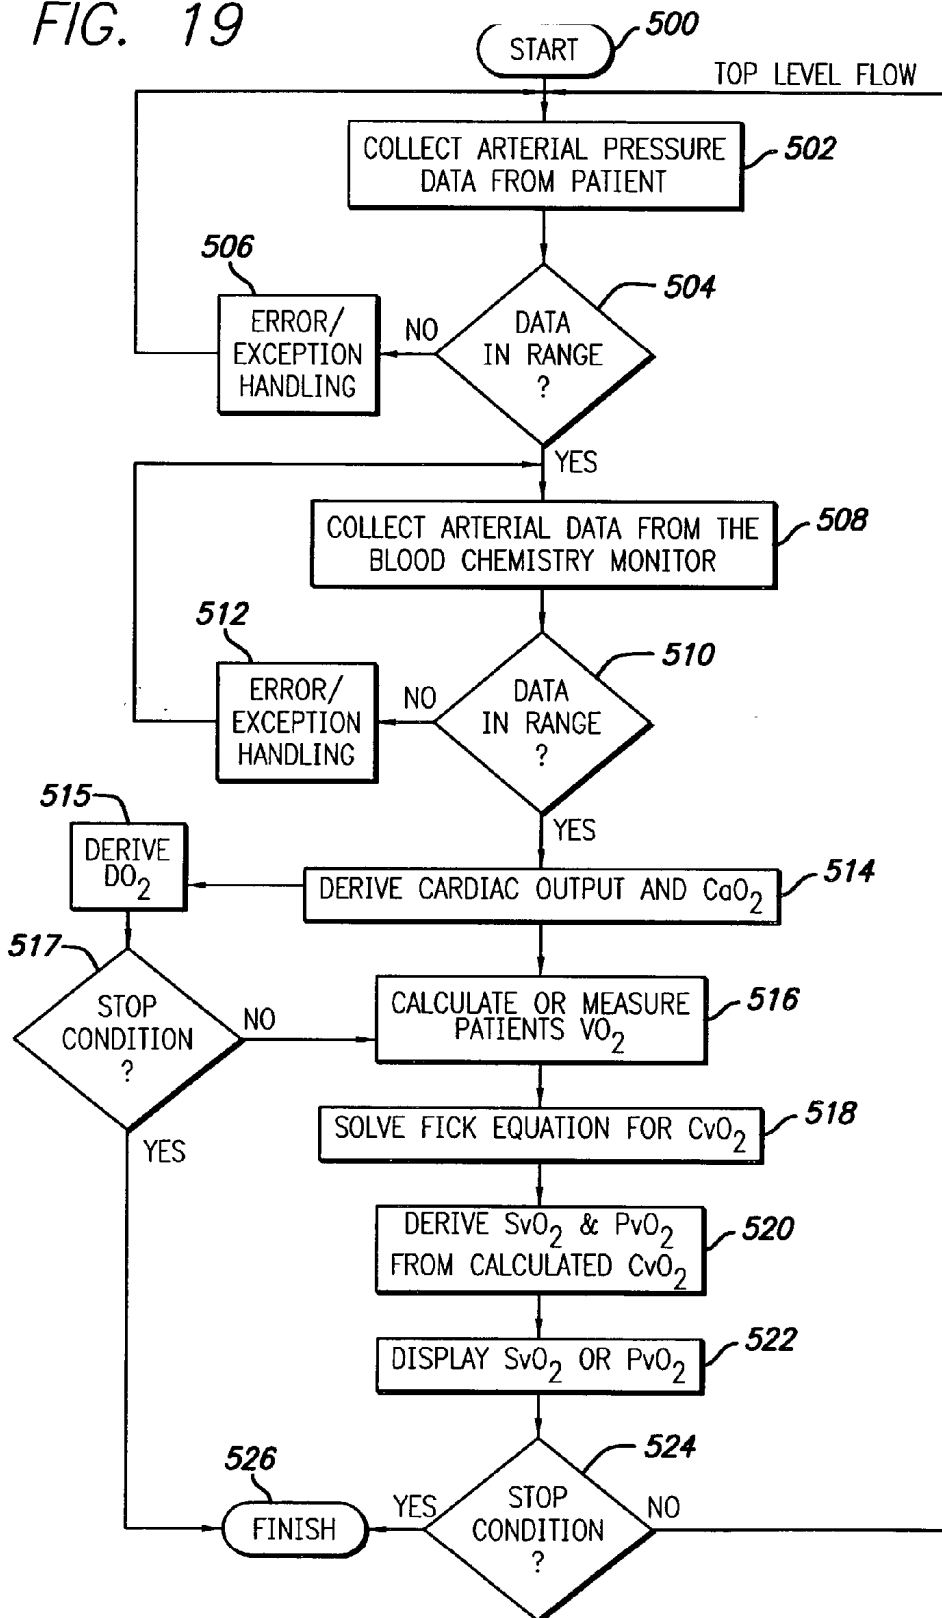 FIG. 19
START
500
TOP LEVEL FLOW
COLLECT ARTERIAL PRESSURE
DATA FROM PATIENT
502
506
ERROR/
EXCEPTION
HANDLING
NO
DATA
IN RANGE
?
504
YES
COLLECT ARTERIAL DATA FROM THE
BLOOD CHEMISTRY MONITOR
508
512
ERROR/
EXCEPTION
HANDLING
NO
DATA
IN RANGE
?
510
YES
515
DERIVE
DO₂
DERIVE CARDIAC OUTPUT AND CaO₂
514
517
STOP
CONDITION
?
NO
YES
CALCULATE OR MEASURE
PATIENTS VO₂
516
SOLVE FICK EQUATION FOR CvO₂
518
DERIVE SvO₂ & PvO₂
FROM CALCULATED CvO₂
520
DISPLAY SvO₂ OR PvO₂
522
526
FINISH
YES
STOP
CONDITION
?
524
NO